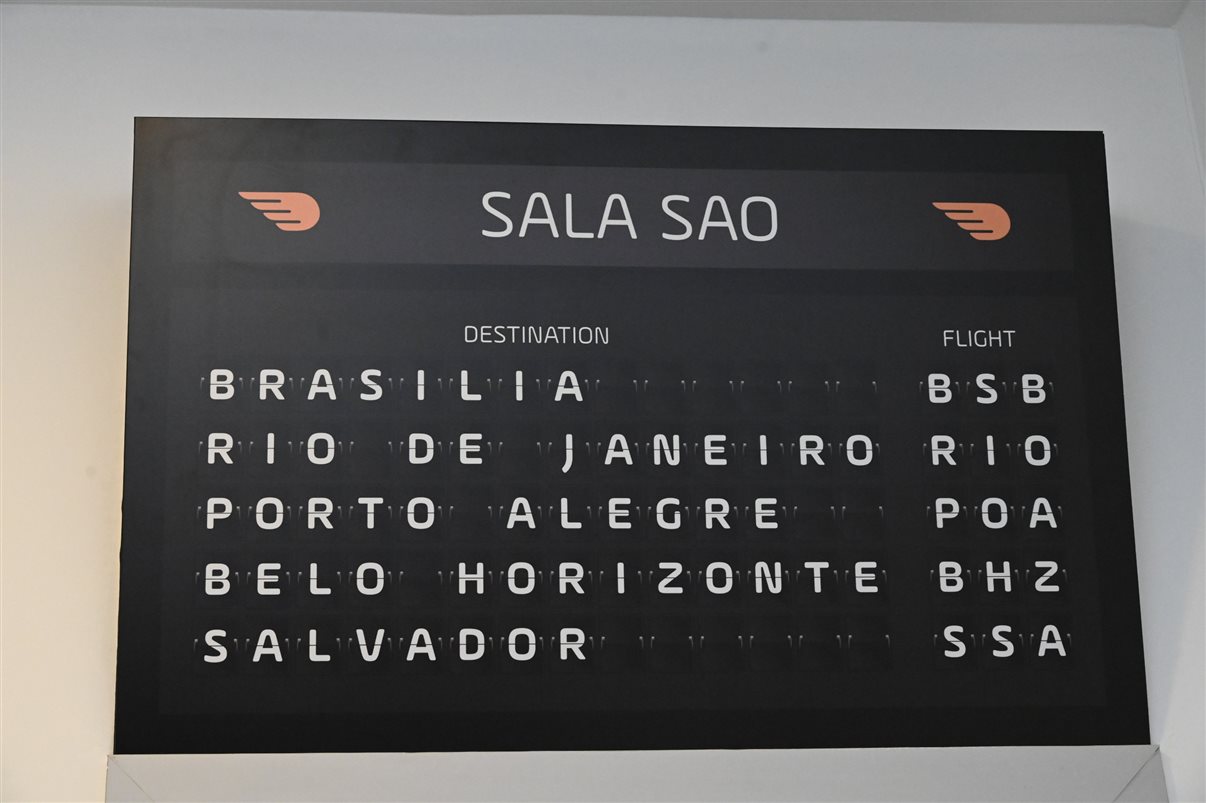 SALA SAO
DESTINATION FLIGHT
BRASILIA BSB
RIO DE JANEIRO RIO
PORTO ALEGRE POA
BELO HORIZONTE BHZ
SALVADOR SSA